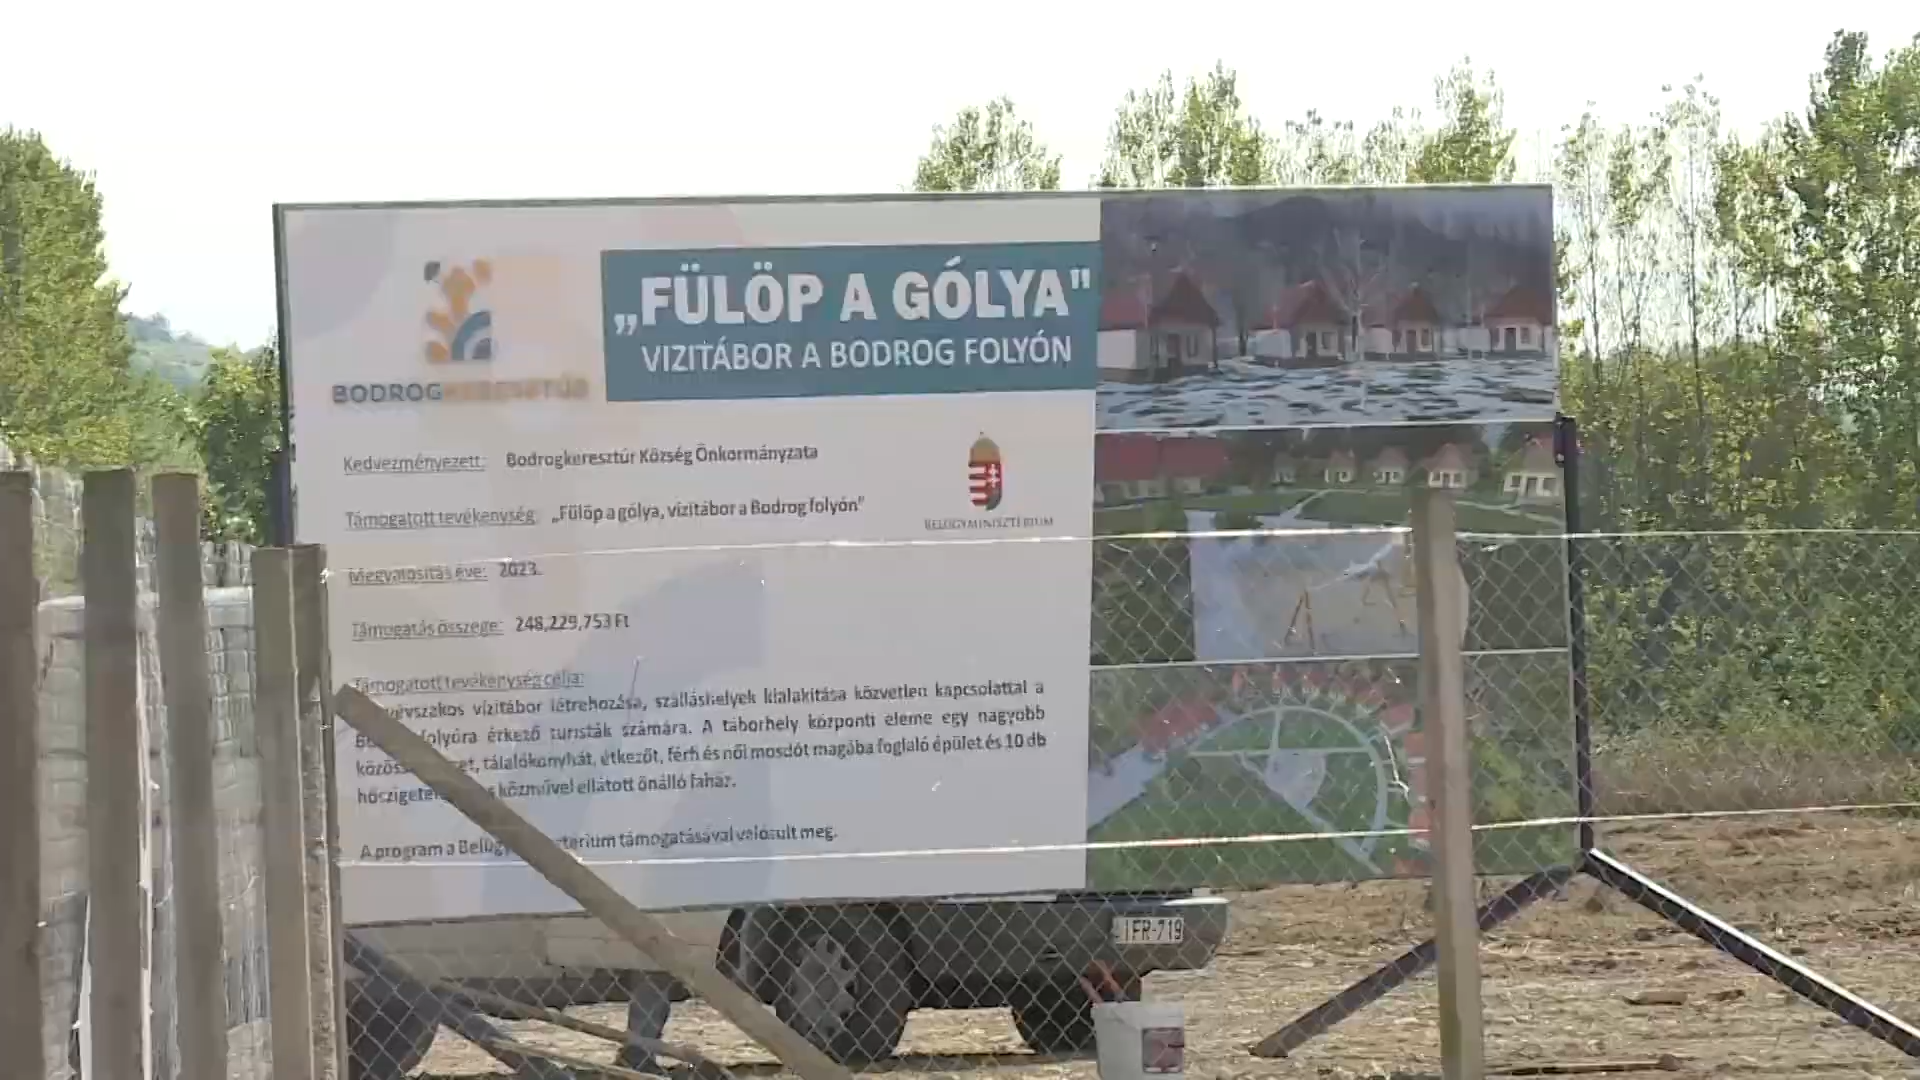 „FÜLÖP A GÓLYA"
VIZITÁBOR A BODROG FOLYÓN
BODROGKERESZTÚR
Kedvezményezett: Bodrogkeresztúr Község Önkormányzata
Támogatott tevékenység: „Fülöp a gólya, vizitábor a Bodrog folyón"
BELÜGYMINISZTÉRIUM
Megvalósítás éve: 2023.
Támogatás összege: 248,229,753 Ft
Támogatott tevékenység célja:
vízitábor létrehozása, szálláshelyek kialakítása közvetlen kapcsolattal a
folyóra érkező turisták számára. A táborhely központi eleme egy nagyobb
tálalókonyhát, étkezőt, férfi és női mosdót magába foglaló épület és 10 db
közművel ellátott önálló faház.
A program a támogatásával valósult meg.
IFR-719